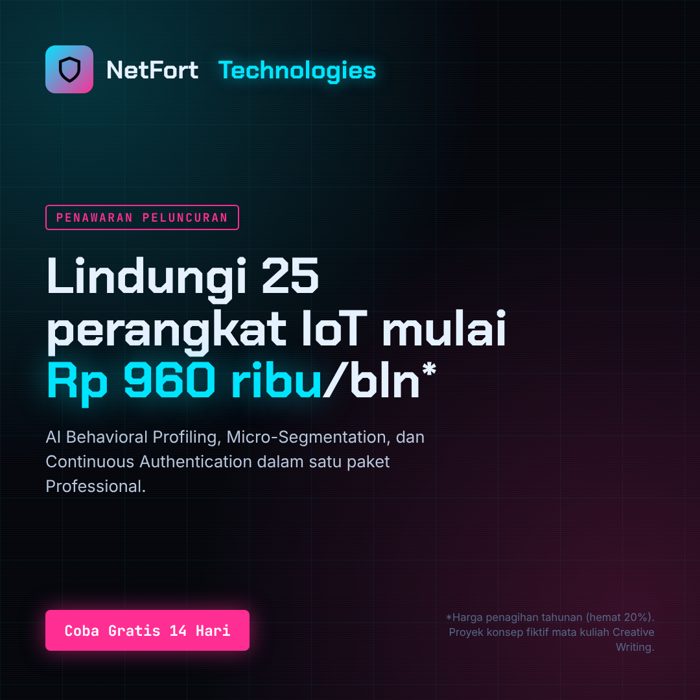 NetFort Technologies
PENAWARAN PELUNCURAN
Lindungi 25
perangkat IoT mulai
Rp 960 ribu/bln*
AI Behavioral Profiling, Micro-Segmentation, dan
Continuous Authentication dalam satu paket
Professional.
Coba Gratis 14 Hari
*Harga penagihan tahunan (hemat 20%).
Proyek konsep fiktif mata kuliah Creative
Writing.